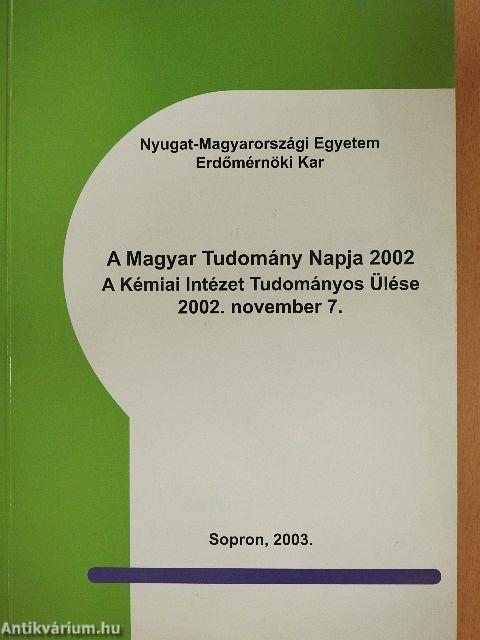 Nyugat-Magyarországi Egyetem
Erdőmérnöki Kar
A Magyar Tudomány Napja 2002
A Kémiai Intézet Tudományos Ülése
2002. november 7.
Sopron, 2003.
Antikvárium.hu